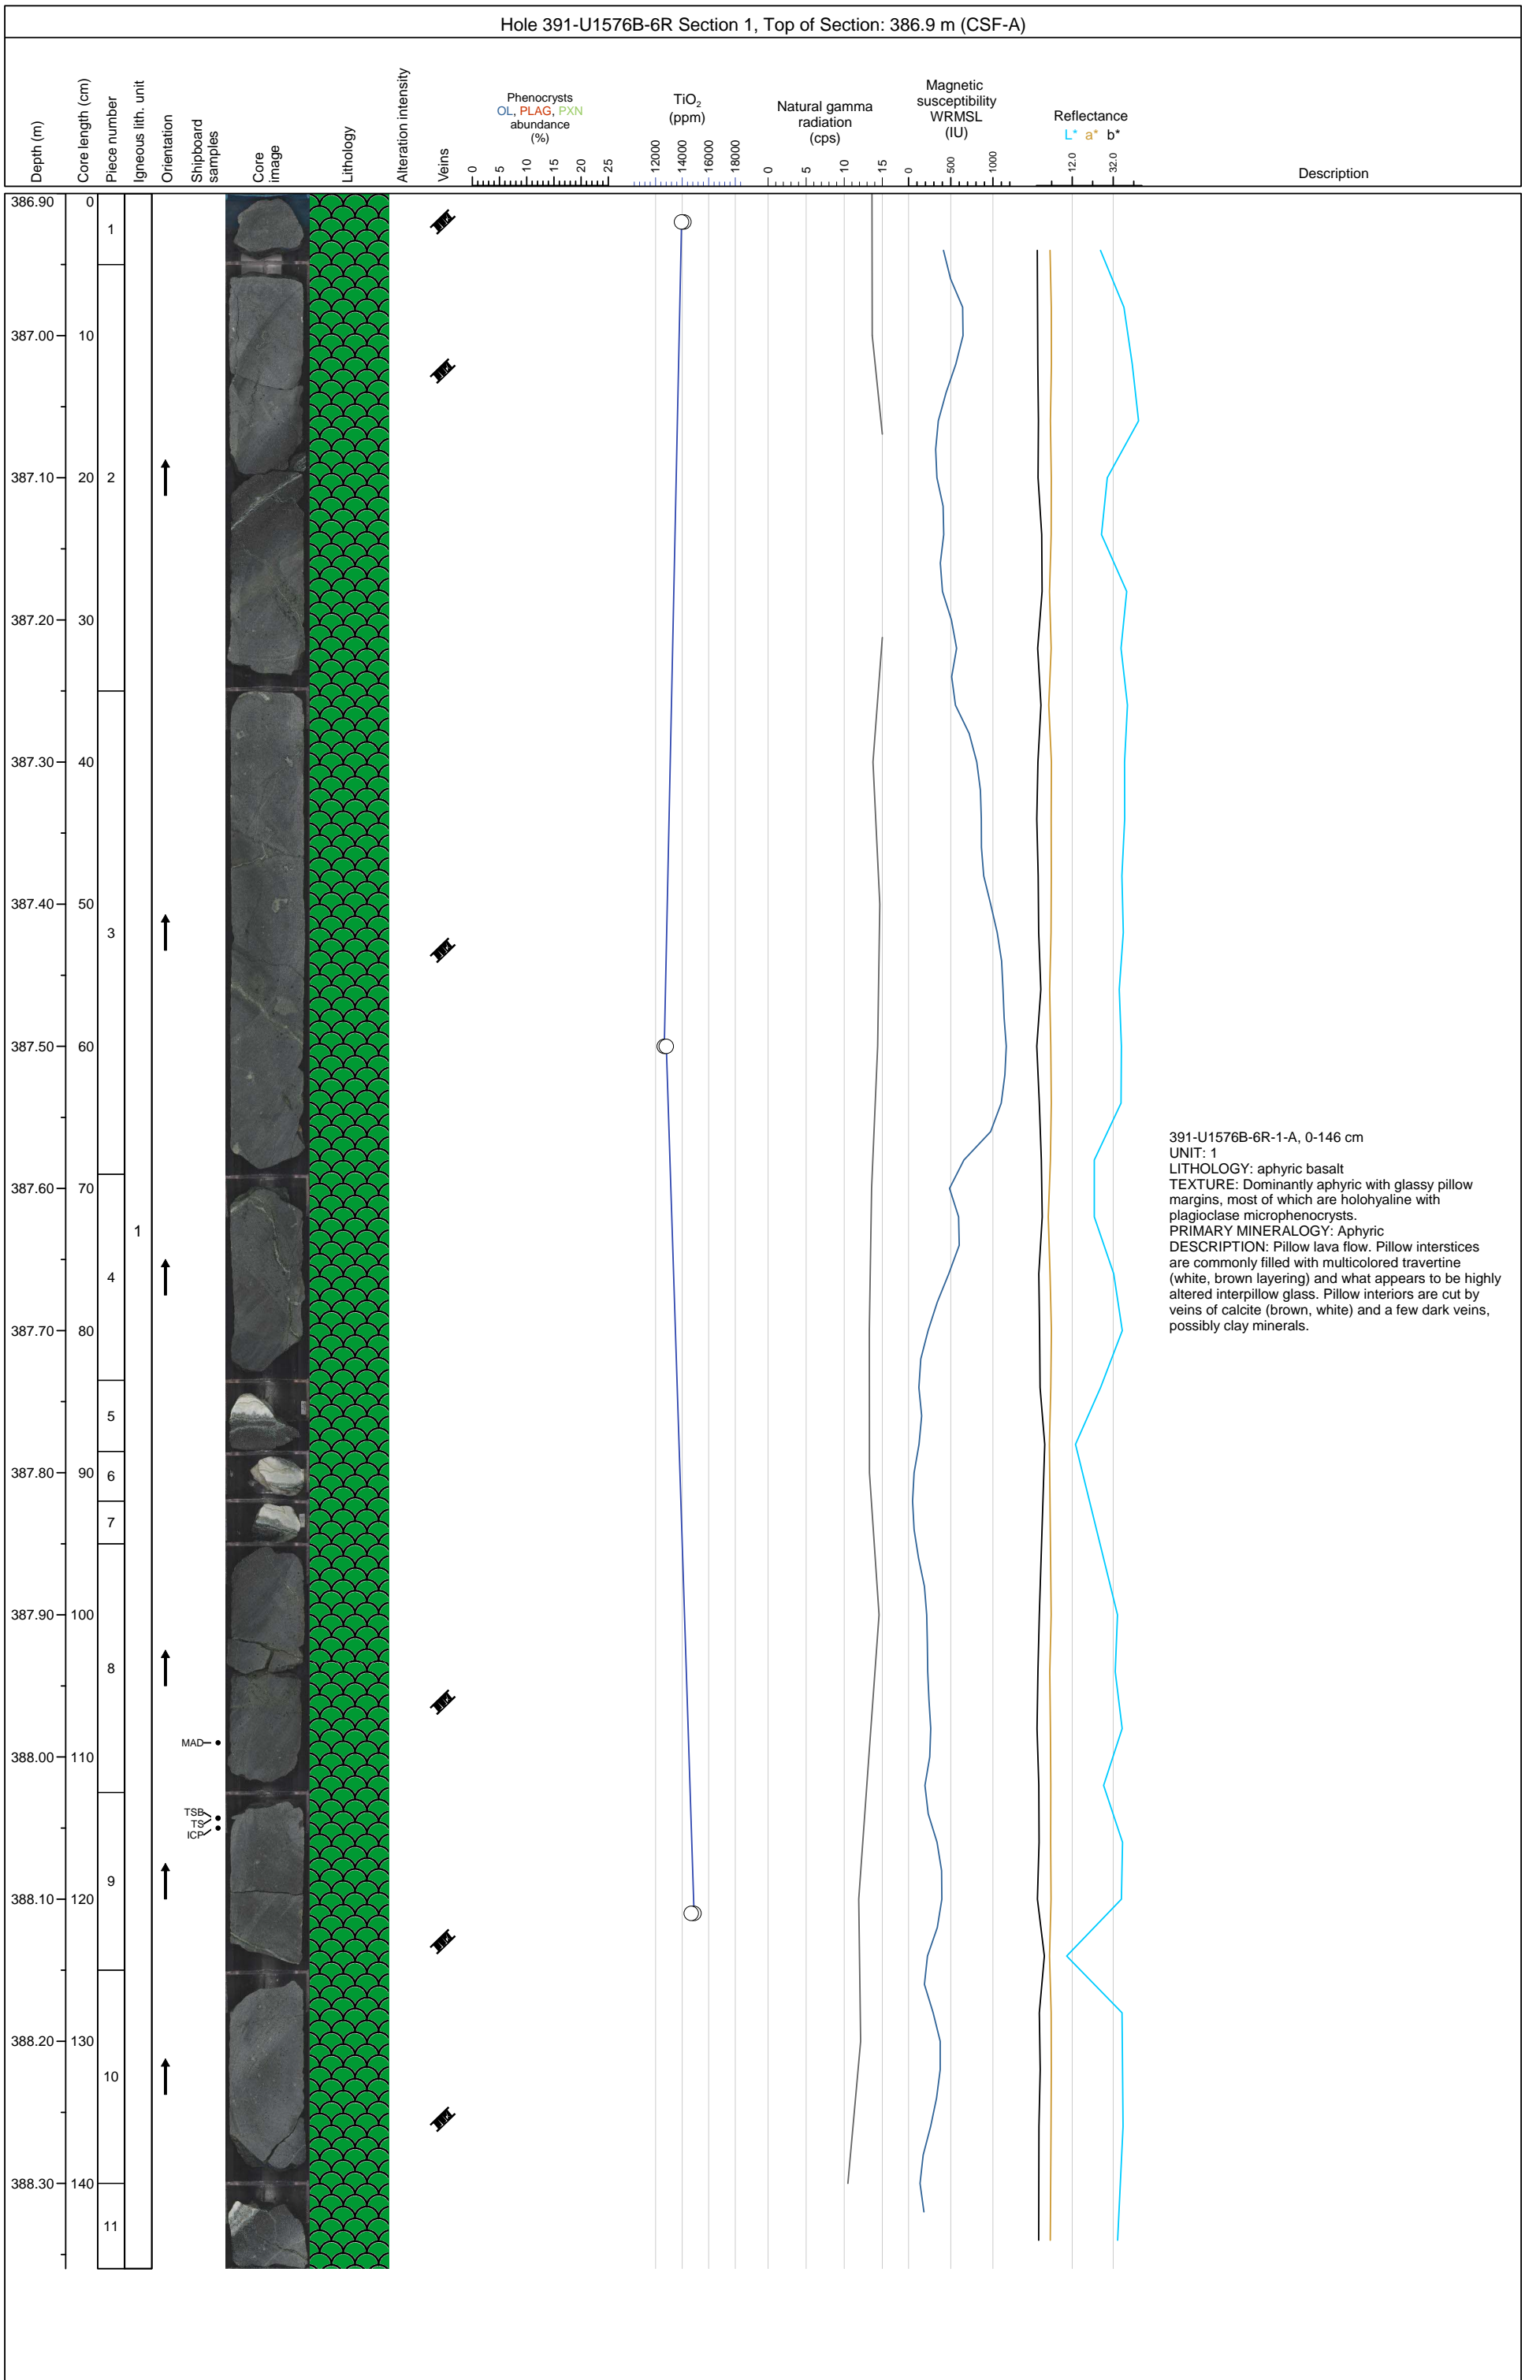 Hole 391-U1576B-6R Section 1, Top of Section: 386.9 m (CSF-A)
Depth (m)
Core length (cm)
Piece number
Igneous lith. unit
Orientation
Shipboard
samples
Core
image
Lithology
Alteration intensity
Veins
Phenocrysts
OL, PLAG, PXN
abundance
(%)
0 5 10 15 20 25
TiO₂
(ppm)
12000 14000 16000 18000
Natural gamma
radiation
(cps)
0 5 10 15
Magnetic
susceptibility
WRMSL
(IU)
0 500 1000
Reflectance
L* a* b*
12.0 32.0
Description
386.90 0
1
387.00 10
387.10 20 2
387.20 30
387.30 40
387.40 50
3
387.50 60
387.60 70
1
4
387.70 80
5
387.80 90 6
7
387.90 100
8
MAD
388.00 110
TSB
TS
ICP
9
388.10 120
388.20 130
10
388.30 140
11
391-U1576B-6R-1-A, 0-146 cm
UNIT: 1
LITHOLOGY: aphyric basalt
TEXTURE: Dominantly aphyric with glassy pillow
margins, most of which are holohyaline with
plagioclase microphenocrysts.
PRIMARY MINERALOGY: Aphyric
DESCRIPTION: Pillow lava flow. Pillow interstices
are commonly filled with multicolored travertine
(white, brown layering) and what appears to be highly
altered interpillow glass. Pillow interiors are cut by
veins of calcite (brown, white) and a few dark veins,
possibly clay minerals.